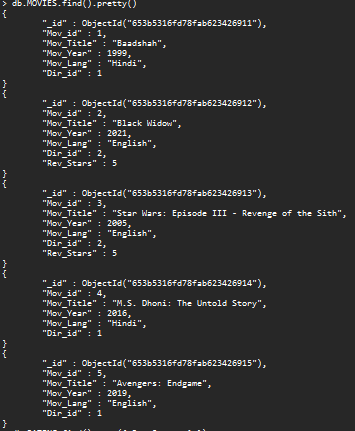 > db.MOVIES.find().pretty()
{
"_id" : ObjectId("653b5316fd78fab623426911"),
"Mov_id" : 1,
"Mov_Title" : "Baadshah",
"Mov_Year" : 1999,
"Mov_Lang" : "Hindi",
"Dir_id" : 1
}
{
"_id" : ObjectId("653b5316fd78fab623426912"),
"Mov_id" : 2,
"Mov_Title" : "Black Widow",
"Mov_Year" : 2021,
"Mov_Lang" : "English",
"Dir_id" : 2,
"Rev_Stars" : 5
}
{
"_id" : ObjectId("653b5316fd78fab623426913"),
"Mov_id" : 3,
"Mov_Title" : "Star Wars: Episode III - Revenge of the Sith",
"Mov_Year" : 2005,
"Mov_Lang" : "English",
"Dir_id" : 2,
"Rev_Stars" : 5
}
{
"_id" : ObjectId("653b5316fd78fab623426914"),
"Mov_id" : 4,
"Mov_Title" : "M.S. Dhoni: The Untold Story",
"Mov_Year" : 2016,
"Mov_Lang" : "Hindi",
"Dir_id" : 1
}
{
"_id" : ObjectId("653b5316fd78fab623426915"),
"Mov_id" : 5,
"Mov_Title" : "Avengers: Endgame",
"Mov_Year" : 2019,
"Mov_Lang" : "English",
"Dir_id" : 1
}